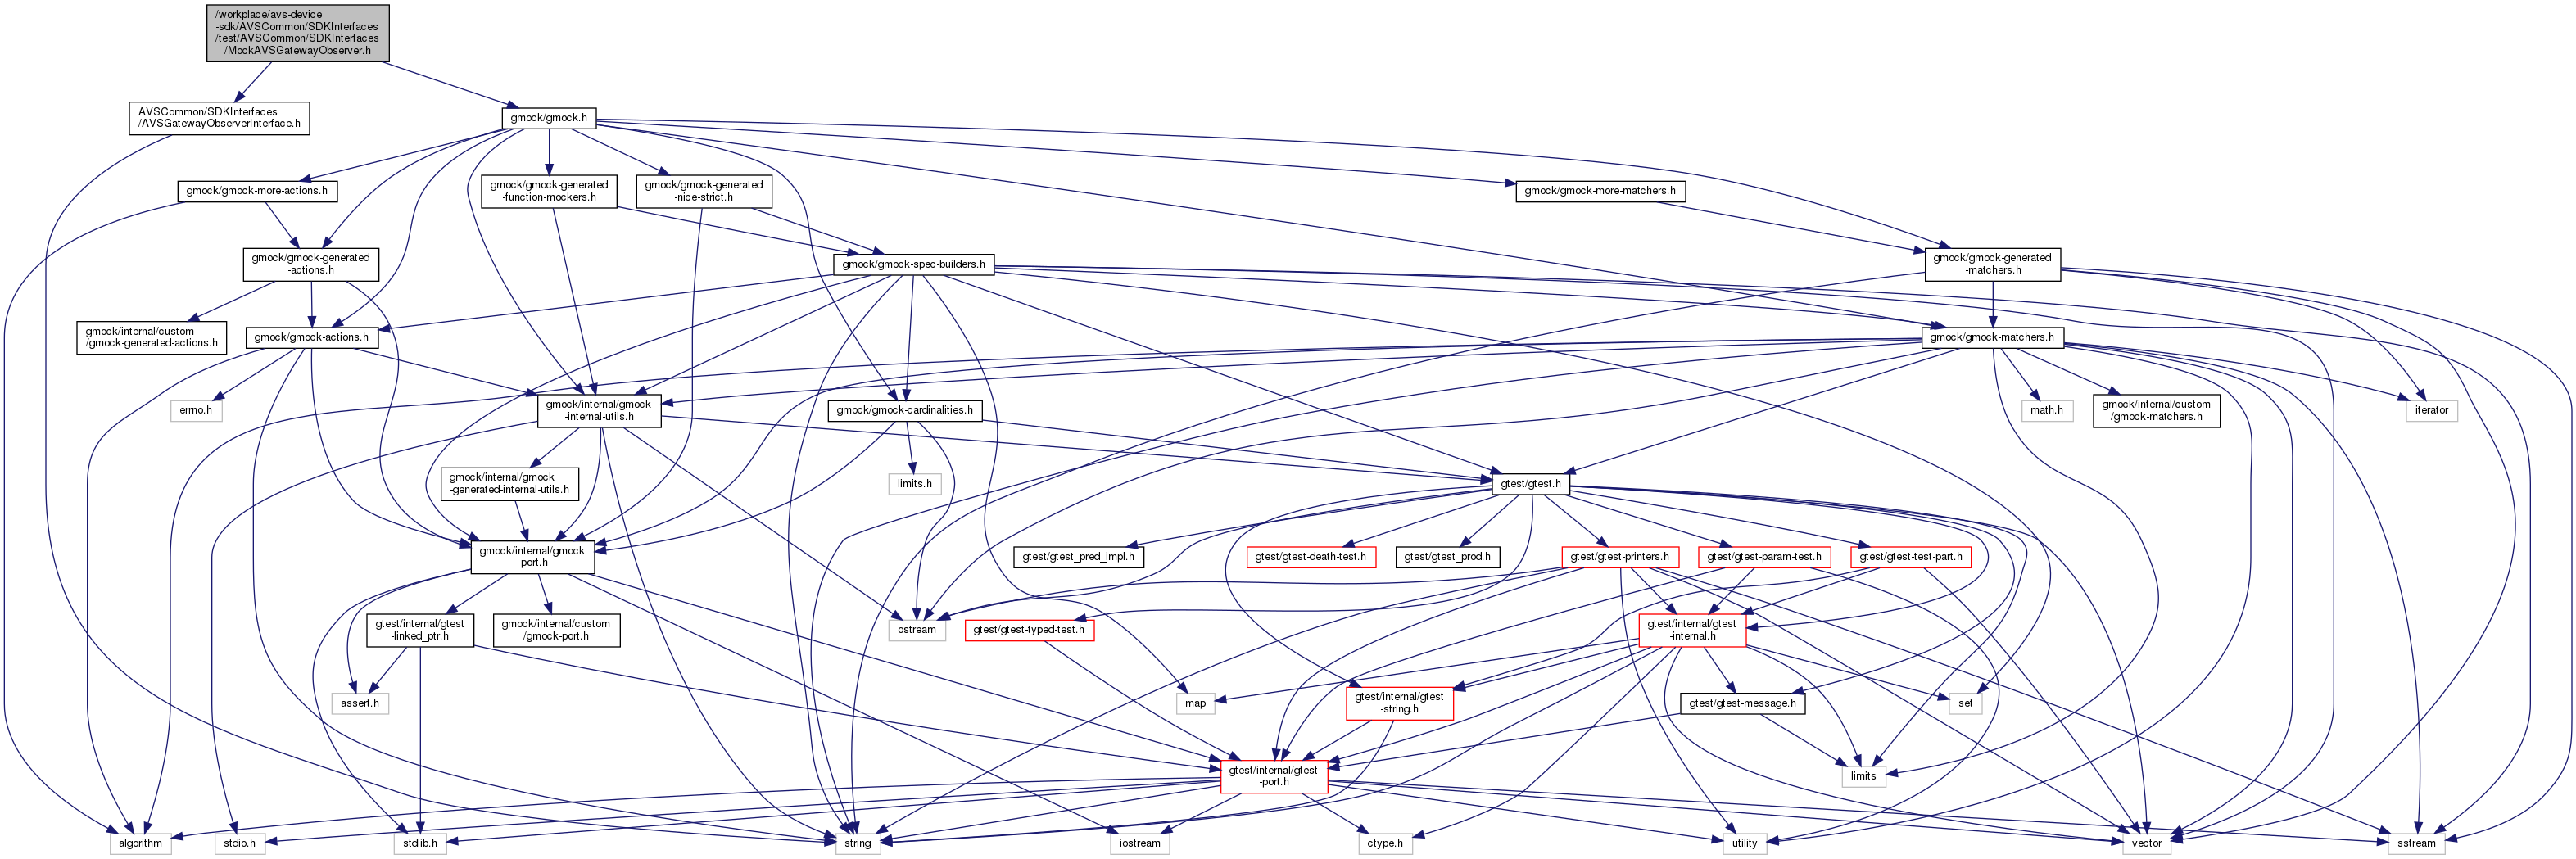 /workplace/avs-device
-sdk/AVSCommon/SDKInterfaces
/test/AVSCommon/SDKInterfaces
/MockAVSGatewayObserver.h
AVSCommon/SDKInterfaces
/AVSGatewayObserverInterface.h
gmock/gmock.h
gmock/gmock-more-actions.h
gmock/gmock-generated
-function-mockers.h
gmock/gmock-generated
-nice-strict.h
gmock/gmock-more-matchers.h
gmock/gmock-generated
-actions.h
gmock/gmock-spec-builders.h
gmock/gmock-generated
-matchers.h
gmock/internal/custom
/gmock-generated-actions.h
gmock/gmock-actions.h
gmock/gmock-matchers.h
errno.h
gmock/internal/gmock
-internal-utils.h
gmock/gmock-cardinalities.h
math.h
gmock/internal/custom
/gmock-matchers.h
iterator
gmock/internal/gmock
-generated-internal-utils.h
limits.h
gtest/gtest.h
gmock/internal/gmock
-port.h
gtest/gtest_pred_impl.h
gtest/gtest-death-test.h
gtest/gtest_prod.h
gtest/gtest-printers.h
gtest/gtest-param-test.h
gtest/gtest-test-part.h
gtest/internal/gtest
-linked_ptr.h
gmock/internal/custom
/gmock-port.h
ostream
gtest/gtest-typed-test.h
gtest/internal/gtest
-internal.h
assert.h
map
gtest/internal/gtest
-string.h
gtest/gtest-message.h
set
gtest/internal/gtest
-port.h
limits
algorithm
stdio.h
stdlib.h
string
iostream
ctype.h
utility
vector
sstream